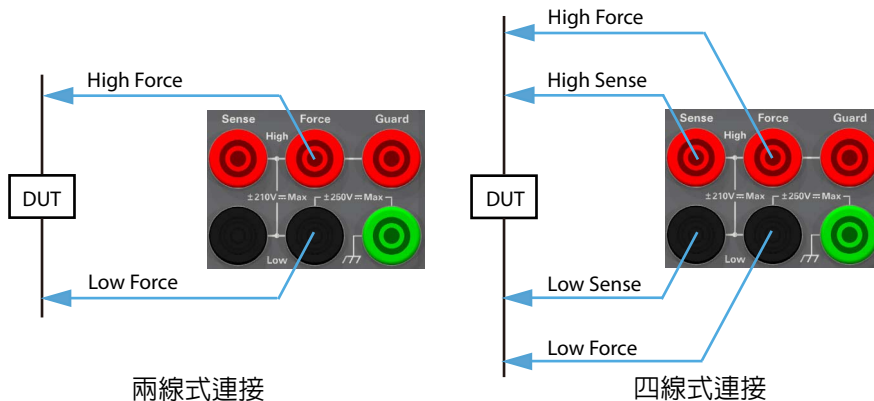 High Force
Sense Force Guard
High
DUT
±210V⎓Max ±250V⎓Max
Low
Low Force
兩線式連接
High Force
High Sense
Sense Force Guard
High
DUT
±210V⎓Max ±250V⎓Max
Low
Low Sense
Low Force
四線式連接